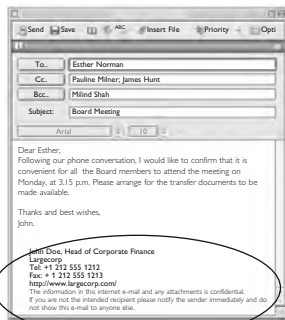 Send Save ABC Insert File Priority Opti
To.. Esther Norman
Cc.. Pauline Milner; James Hunt
Bcc.. Milind Shah
Subject: Board Meeting
Arial 10
Dear Esther,
Following our phone conversation, I would like to confirm that it is
convenient for all the Board members to attend the meeting on
Monday, at 3.15 p.m. Please arrange for the transfer documents to be
made available.
Thanks and best wishes,
John.
John Doe, Head of Corporate Finance
Largecorp
Tel: +1 212 555 1212
Fax: + 1 212 555 1213
http://www.largecorp.com/
The information in this internet e-mail and any attachments is confidential.
If you are not the intended recipient please notify the sender immediately and do
not show this e-mail to anyone else.